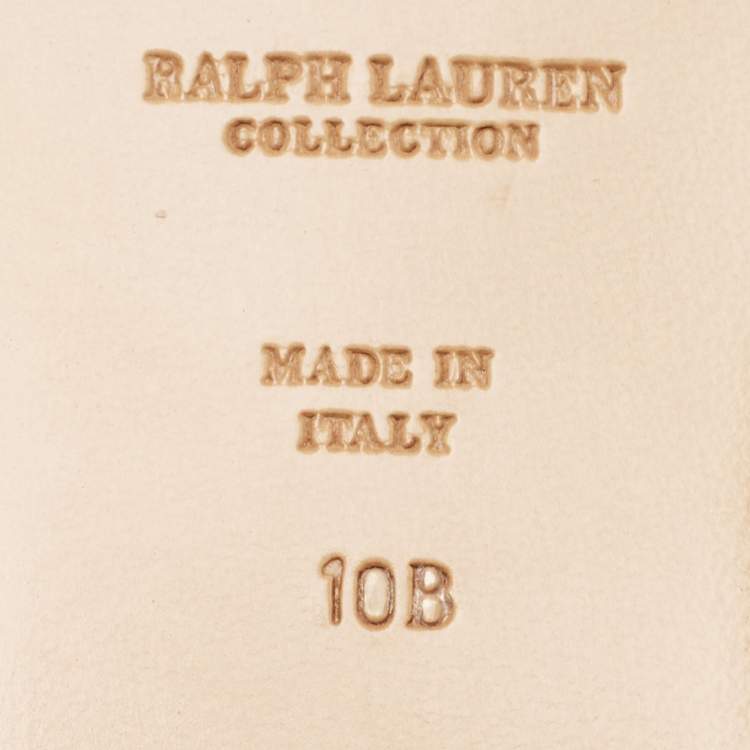 RALPH LAUREN
COLLECTION
MADE IN
ITALY
10B